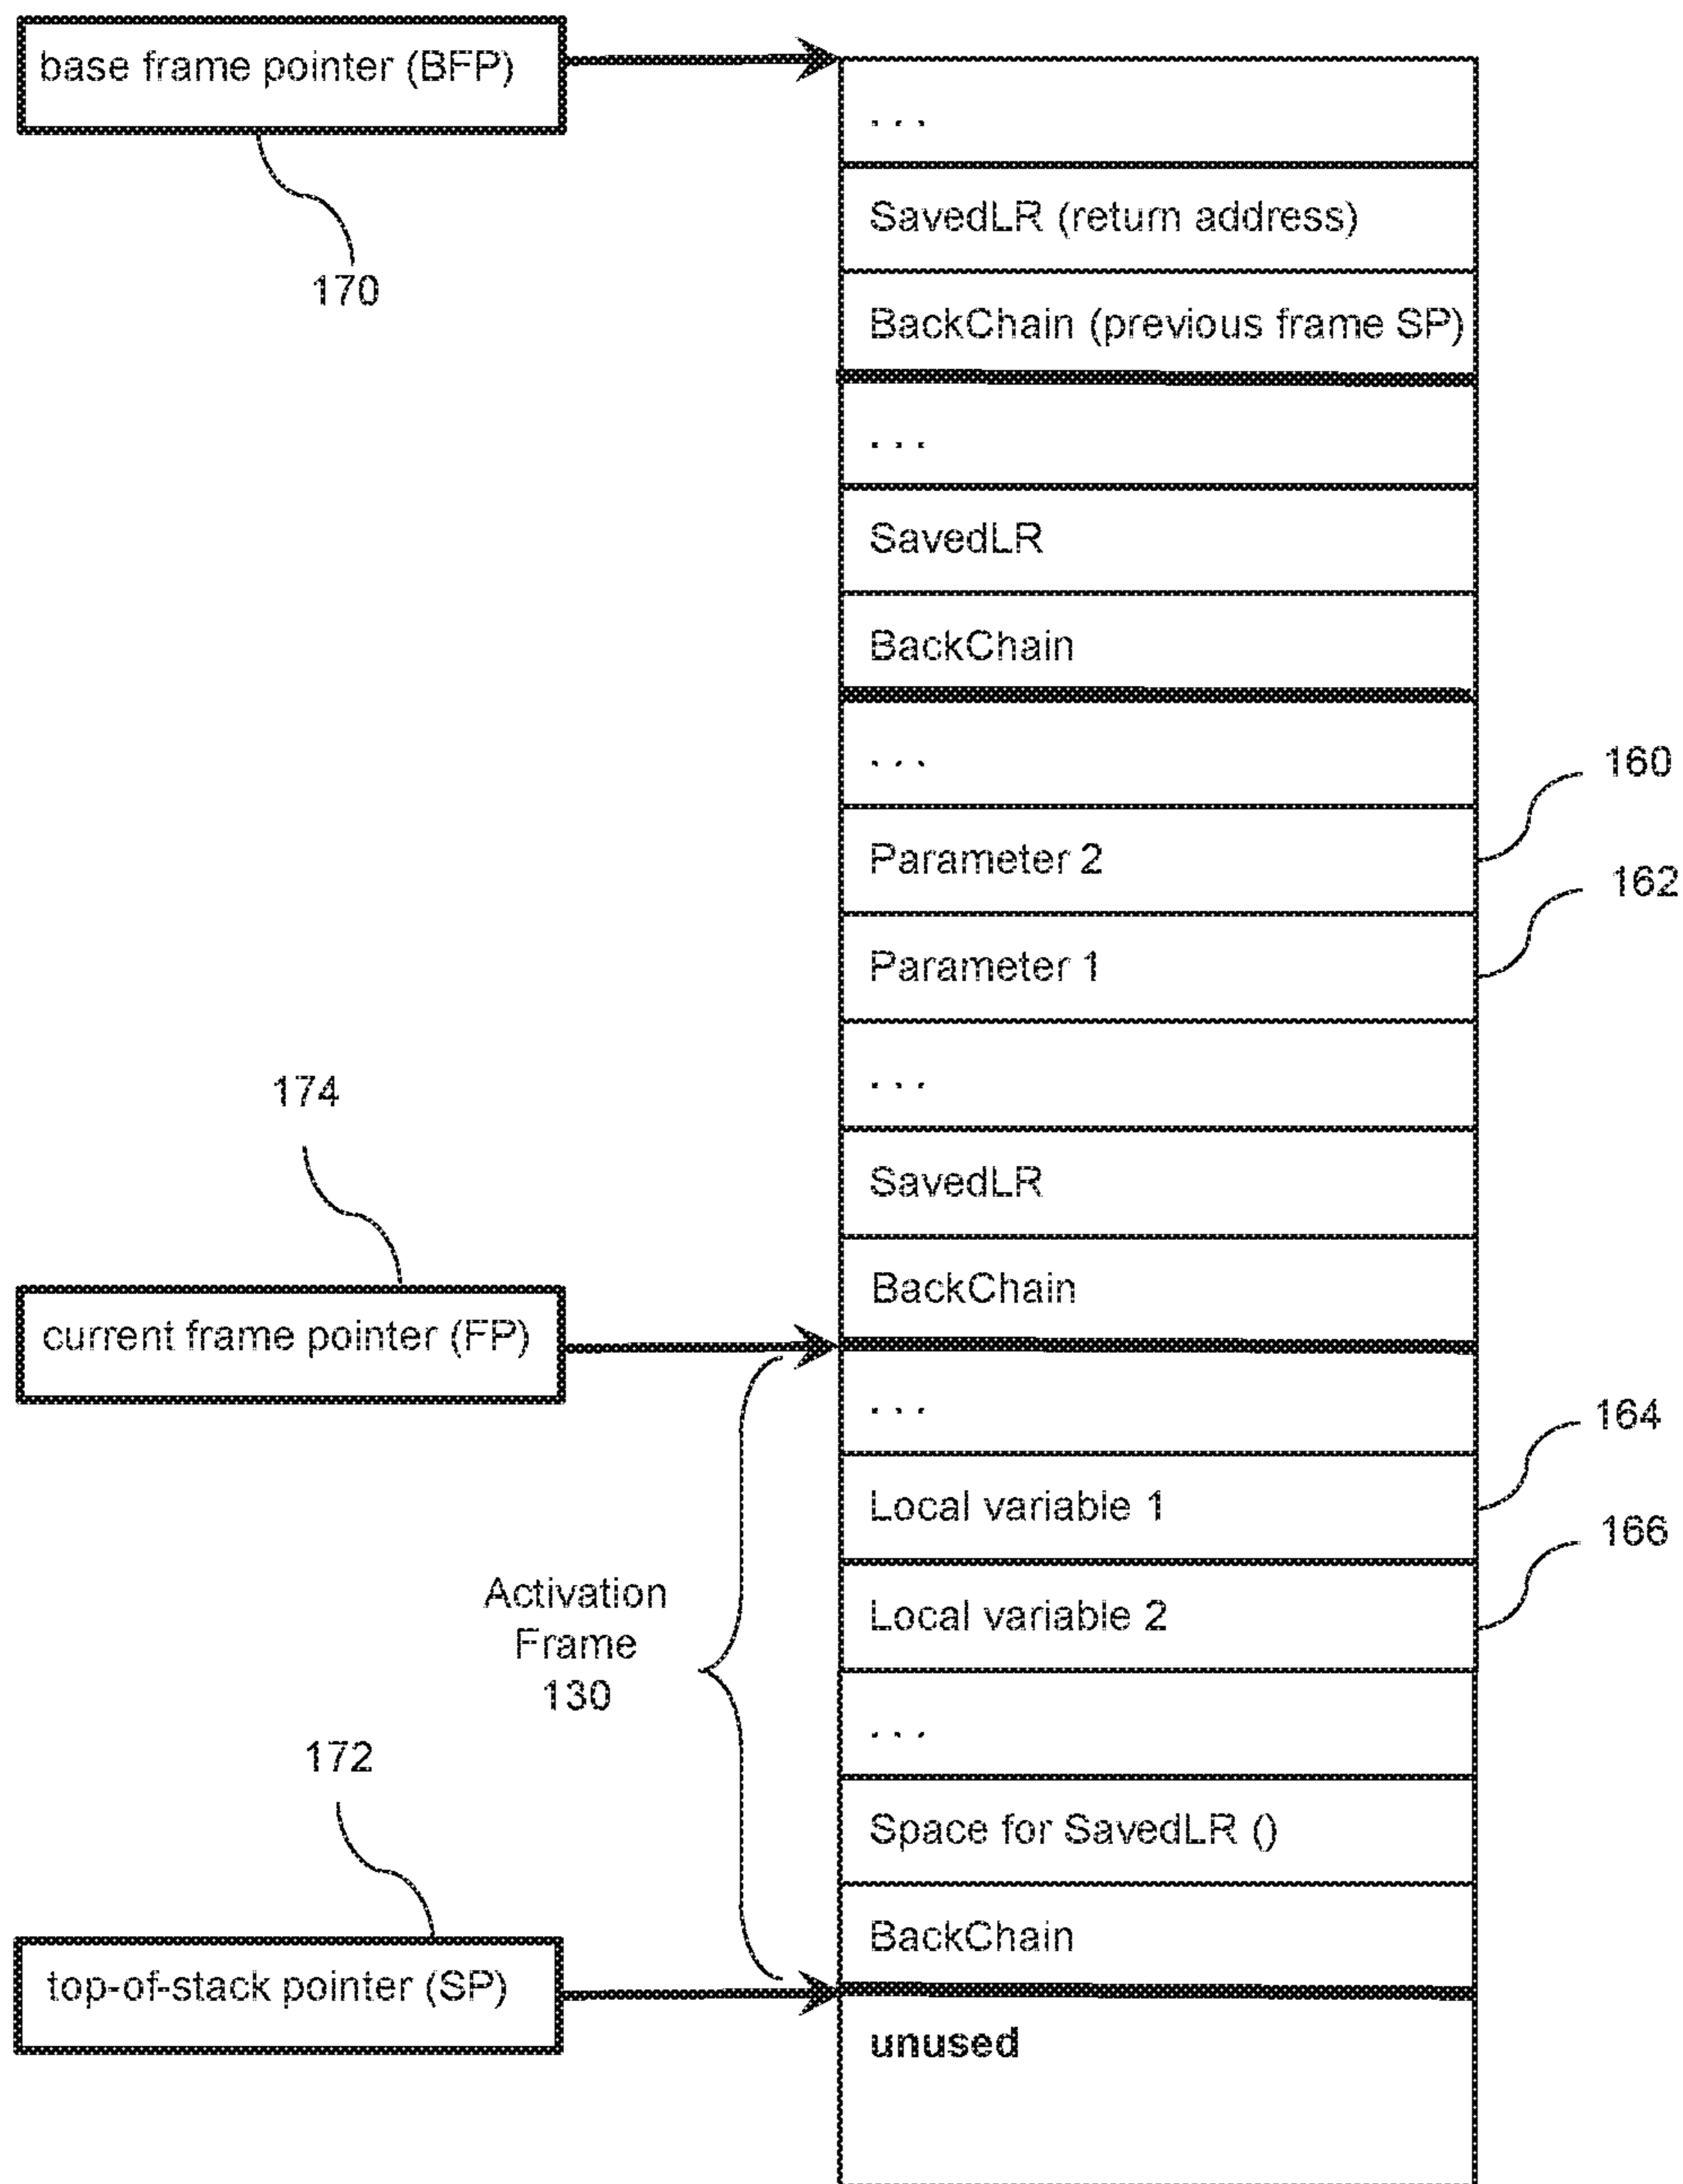 base frame pointer (BFP)
170
. . .
SavedLR (return address)
BackChain (previous frame SP)
. . .
SavedLR
BackChain
. . .
160
Parameter 2
162
Parameter 1
174
. . .
SavedLR
BackChain
current frame pointer (FP)
. . .
164
Local variable 1
166
Local variable 2
Activation
Frame
130
. . .
172
Space for SavedLR ()
BackChain
top-of-stack pointer (SP)
unused